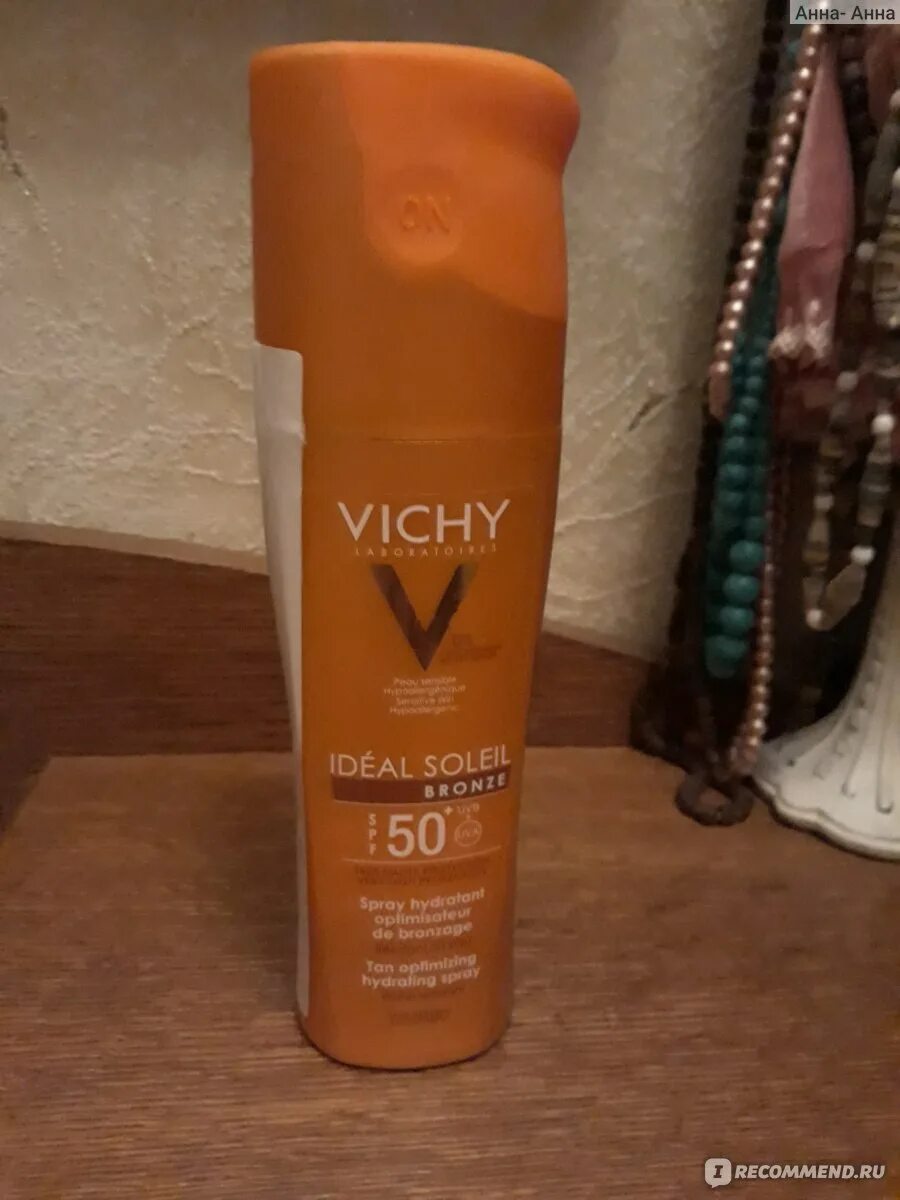 Анна- Анна
ON
VICHY
LABORATOIRES
V
Peau sensible
Hypoallergénique
Sensitive skin
Hypoallergenic
IDÉAL SOLEIL
BRONZE
SPF 50+ UVB + UVA
Spray hydratant
optimisateur
de bronzage
Tan optimizing
hydrating spray
IRECOMMEND.RU